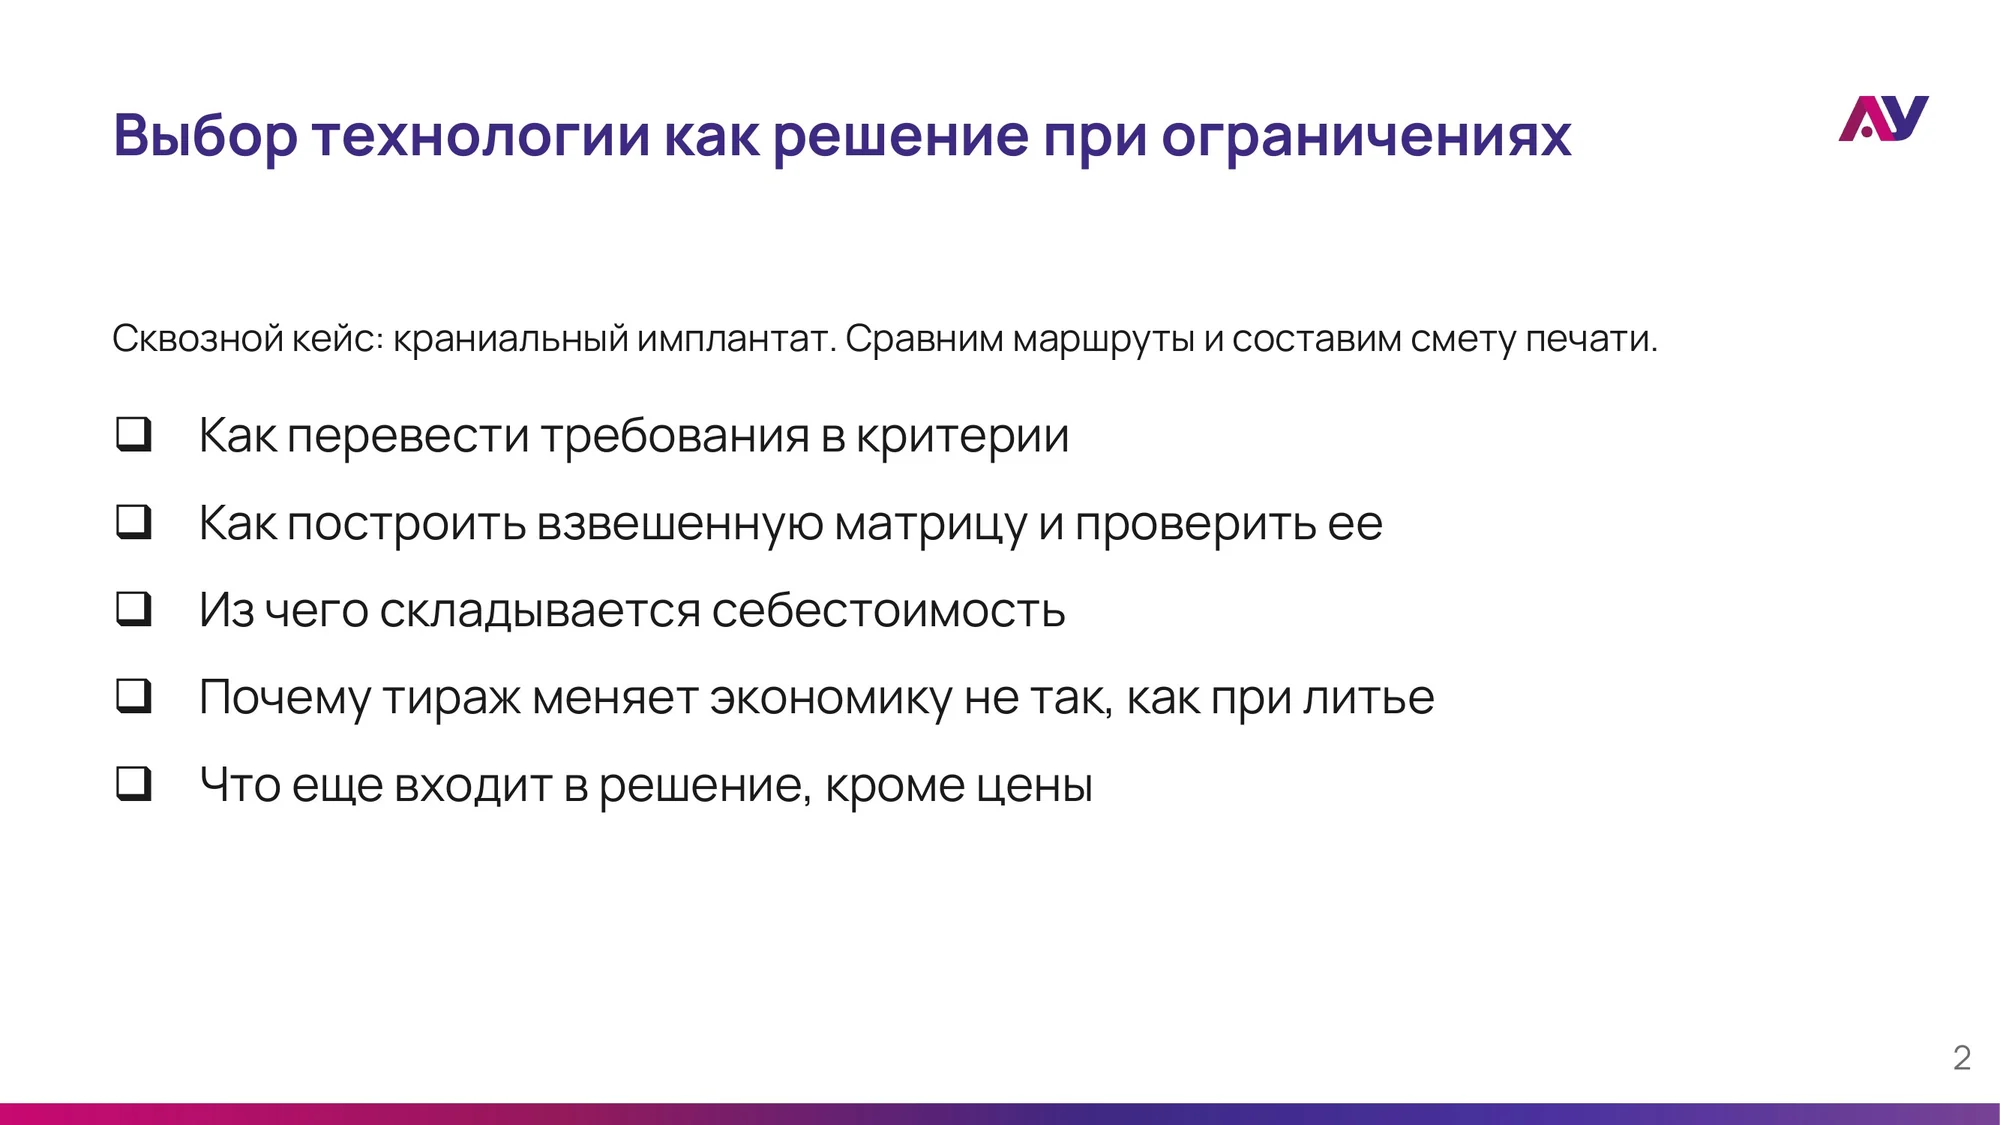 Выбор технологии как решение при ограничениях
АУ
Сквозной кейс: краниальный имплантат. Сравним маршруты и составим смету печати.
Как перевести требования в критерии
Как построить взвешенную матрицу и проверить ее
Из чего складывается себестоимость
Почему тираж меняет экономику не так, как при литье
Что еще входит в решение, кроме цены
2